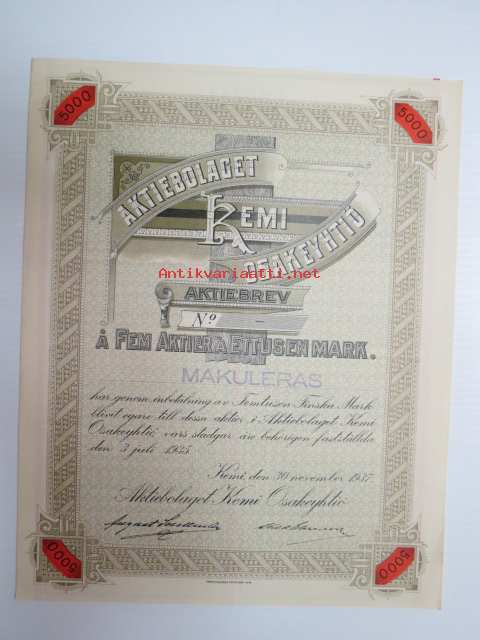 5000
5000
AKTIEBOLAGET
KEMI
OSAKEYHTIÖ
Antikvariaatti.net
AKTIEBREV
Nº
Å FEM AKTIER À ETTUSEN MARK.
MAKULERAS
har genom inbetalning av Femtusen Finska Mark
blivit ägare till dessa aktier i Aktiebolaget Kemi
Osakeyhtiö, vars stadgar äro behörigen fastställda
den 3 juli 1935.
Kemi, den 30 november 1937.
Aktiebolaget Kemi Osakeyhtiö
5000
5000